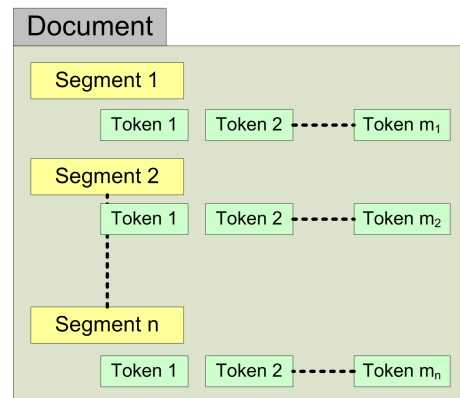 Document
Segment 1
Token 1 Token 2 Token m₁
Segment 2
Token 1 Token 2 Token m₂
Segment n
Token 1 Token 2 Token mₙ